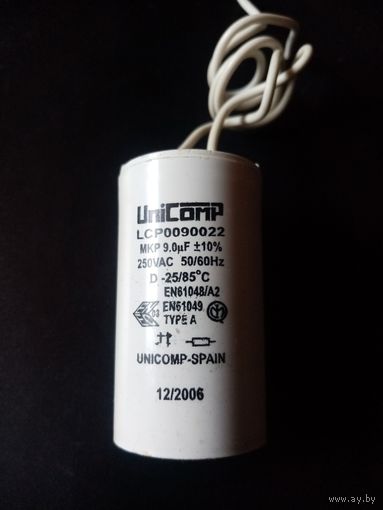 UniComP
LCP0090022
MKP 9.0µF ±10%
250VAC 50/60Hz
D -25/85°C
EN61048/A2
EN61049
TYPE A
UNICOMP-SPAIN
12/2006
www.ay.by